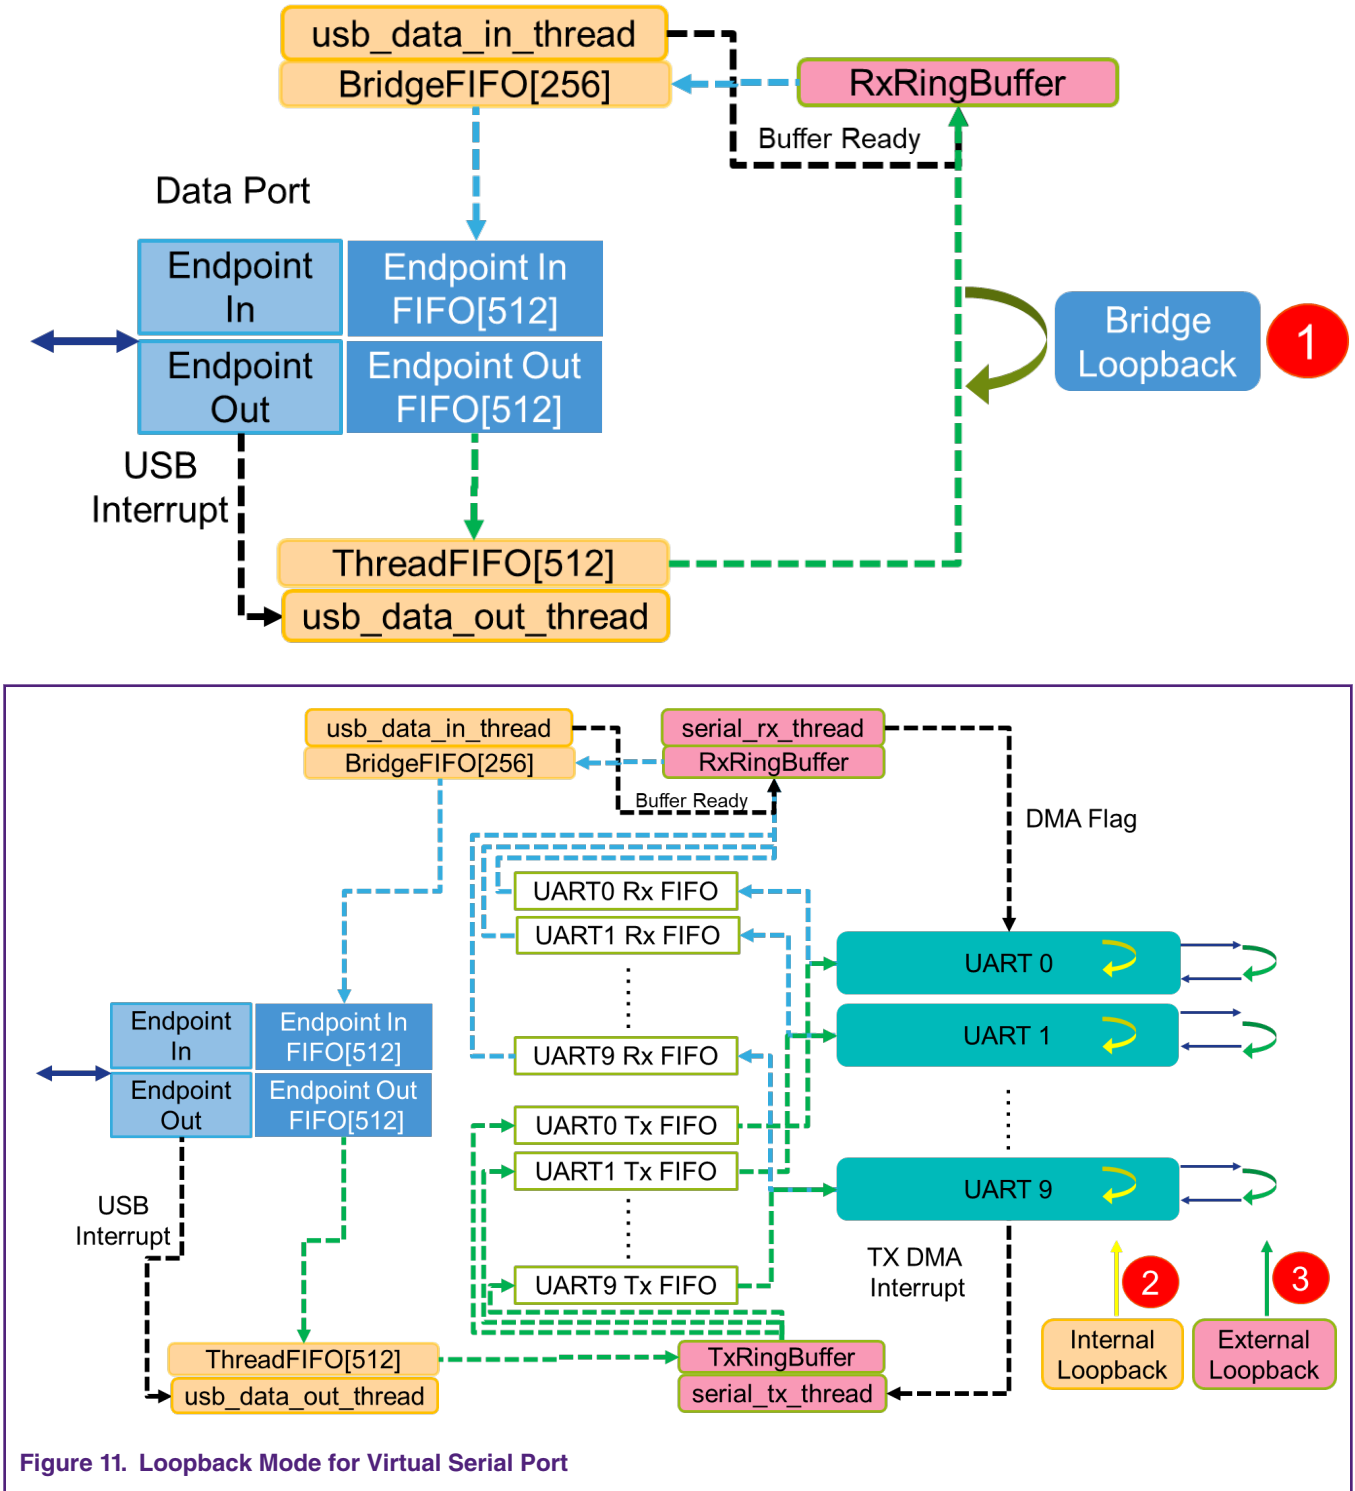 usb_data_in_thread
BridgeFIFO[256]
RxRingBuffer
Buffer Ready
Data Port
Endpoint
In
Endpoint In
FIFO[512]
Endpoint
Out
Endpoint Out
FIFO[512]
Bridge
Loopback
1
USB
Interrupt
ThreadFIFO[512]
usb_data_out_thread
usb_data_in_thread
BridgeFIFO[256]
serial_rx_thread
RxRingBuffer
Buffer Ready
DMA Flag
UART0 Rx FIFO
UART1 Rx FIFO
UART9 Rx FIFO
UART 0
UART 1
Endpoint
In
Endpoint In
FIFO[512]
Endpoint
Out
Endpoint Out
FIFO[512]
UART0 Tx FIFO
UART1 Tx FIFO
UART9 Tx FIFO
UART 9
USB
Interrupt
TX DMA
Interrupt
2
3
Internal
Loopback
External
Loopback
ThreadFIFO[512]
usb_data_out_thread
TxRingBuffer
serial_tx_thread
Figure 11. Loopback Mode for Virtual Serial Port